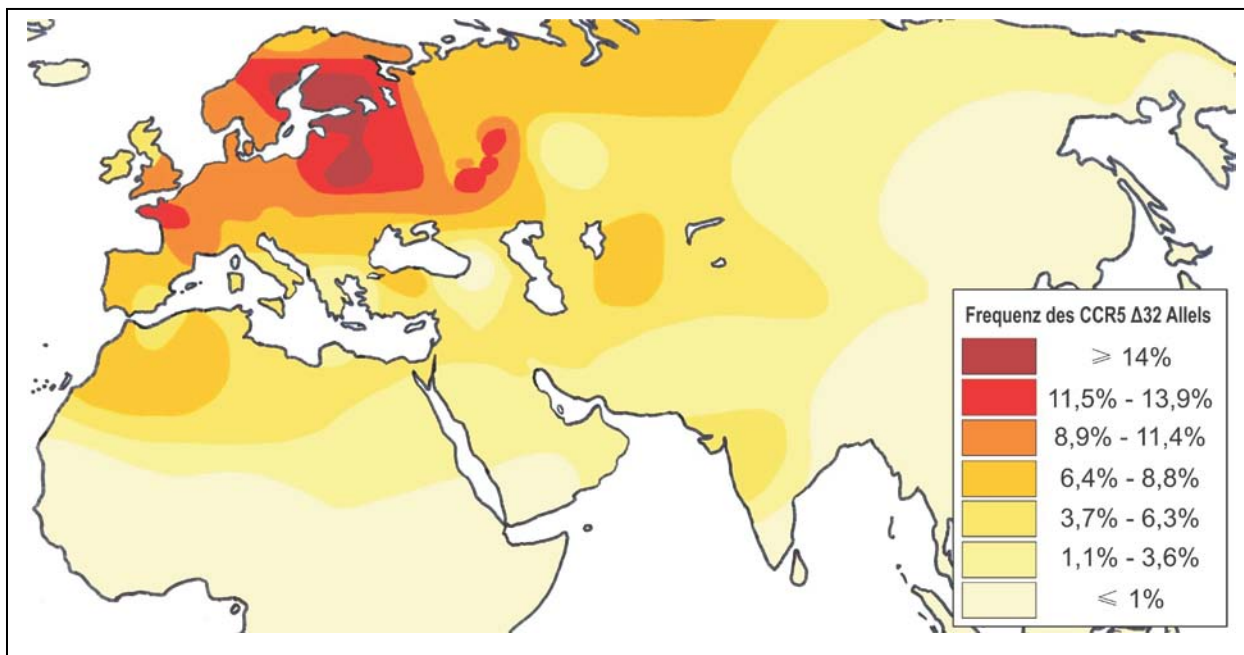 Frequenz des CCR5 Δ32 Allels
⩾ 14%
11,5% - 13,9%
8,9% - 11,4%
6,4% - 8,8%
3,7% - 6,3%
1,1% - 3,6%
⩽ 1%